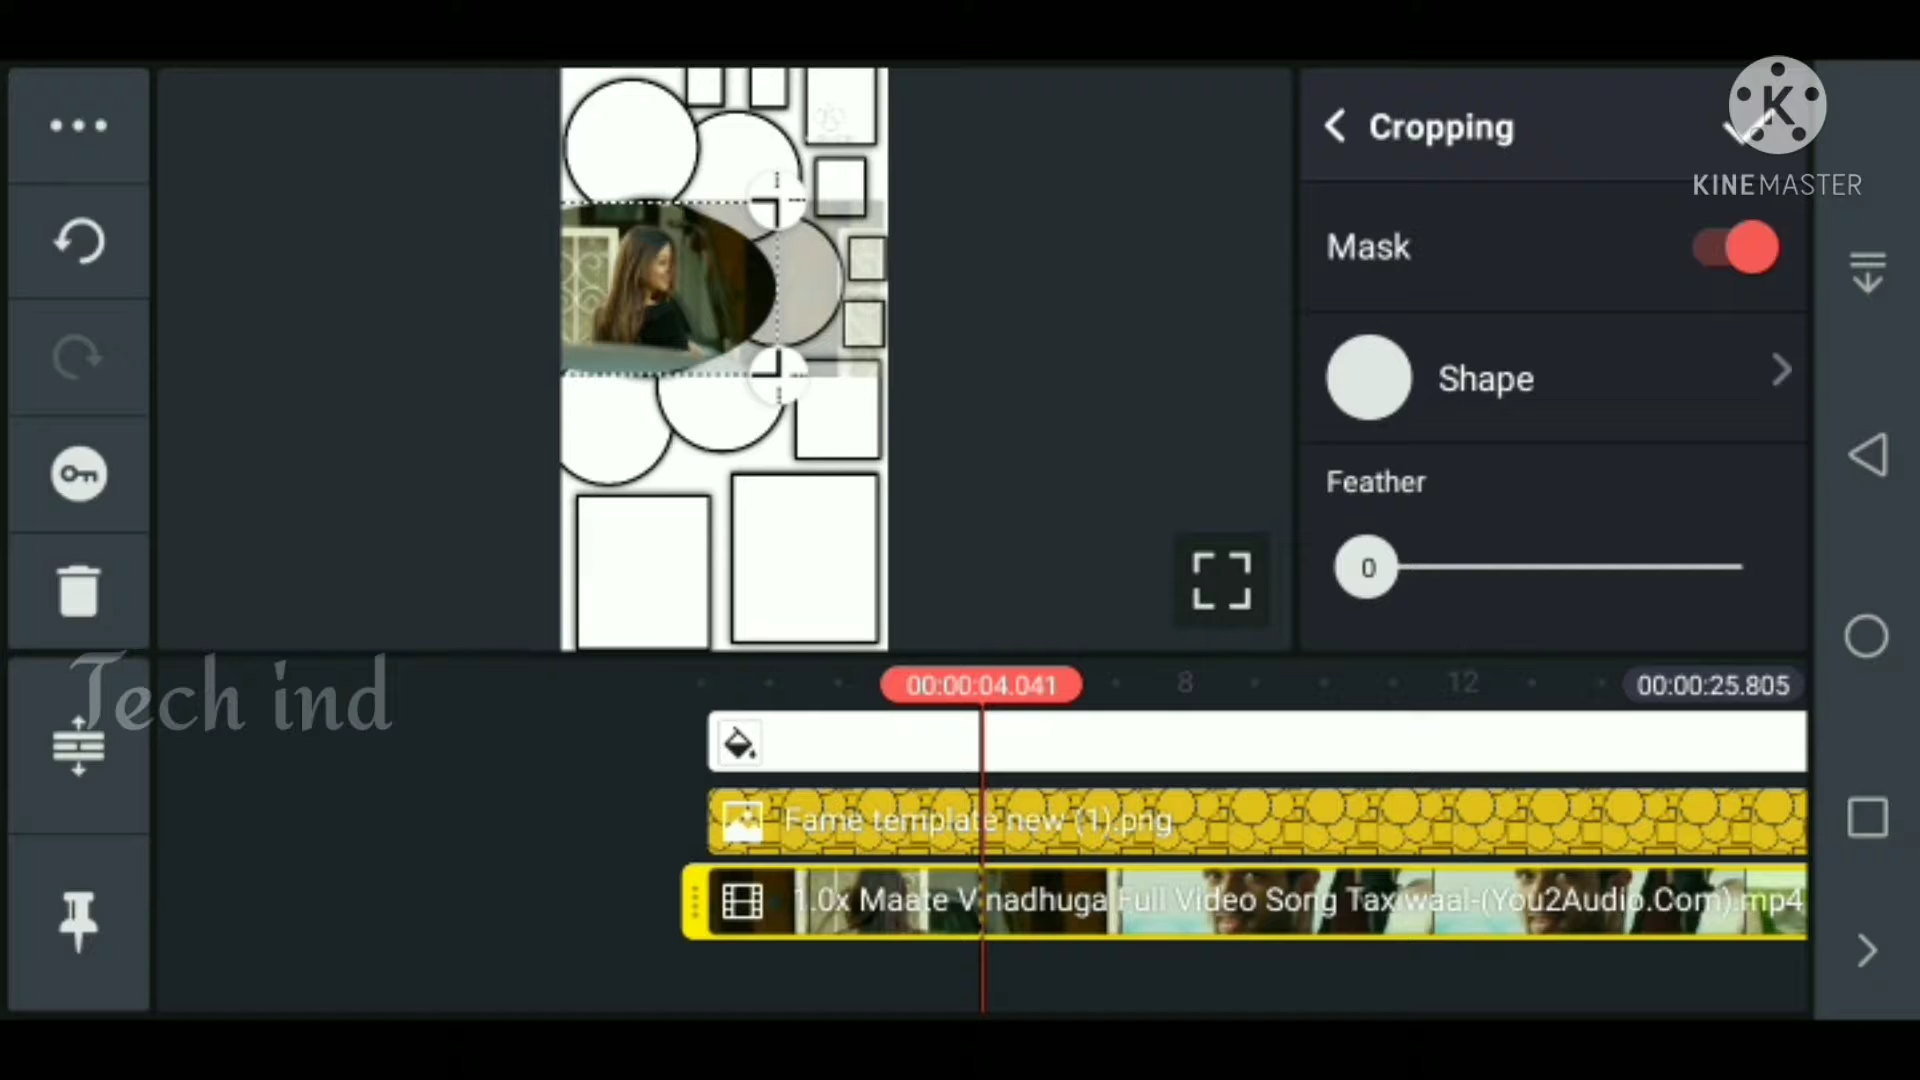 Cropping
KINEMASTER
Mask
Shape
Feather
0
Tech ind
00:00:04.041
8
12
00:00:25.805
Fame template new (1).png
1.0x Maate Vinadhuga Full Video Song Taxiwaal-(You2Audio.Com).mp4